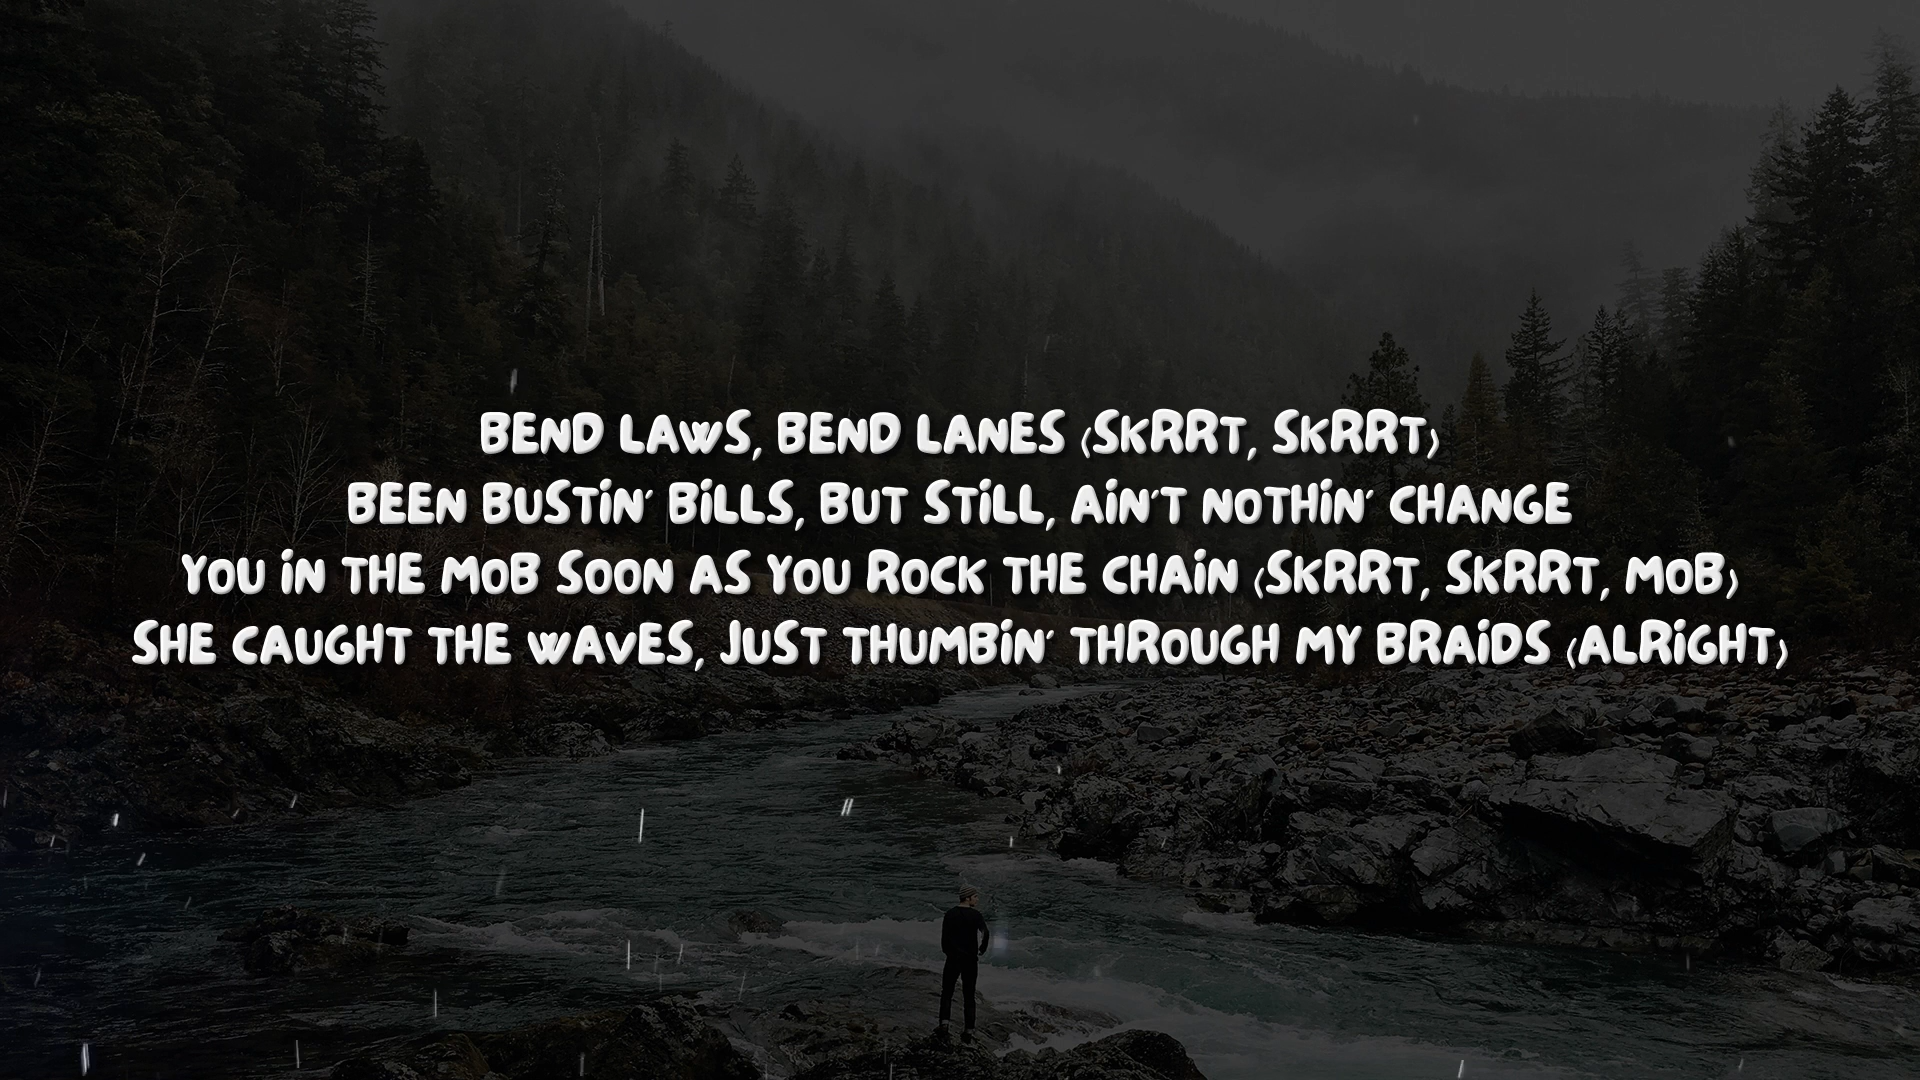 BEND LAWS, BEND LANES (SKRRT, SKRRT)
BEEN BUSTIN' BILLS, BUT STILL, AIN'T NOTHIN' CHANGE
YOU IN THE MOB SOON AS YOU ROCK THE CHAIN (SKRRT, SKRRT, MOB)
SHE CAUGHT THE WAVES, JUST THUMBIN' THROUGH MY BRAIDS (ALRIGHT)